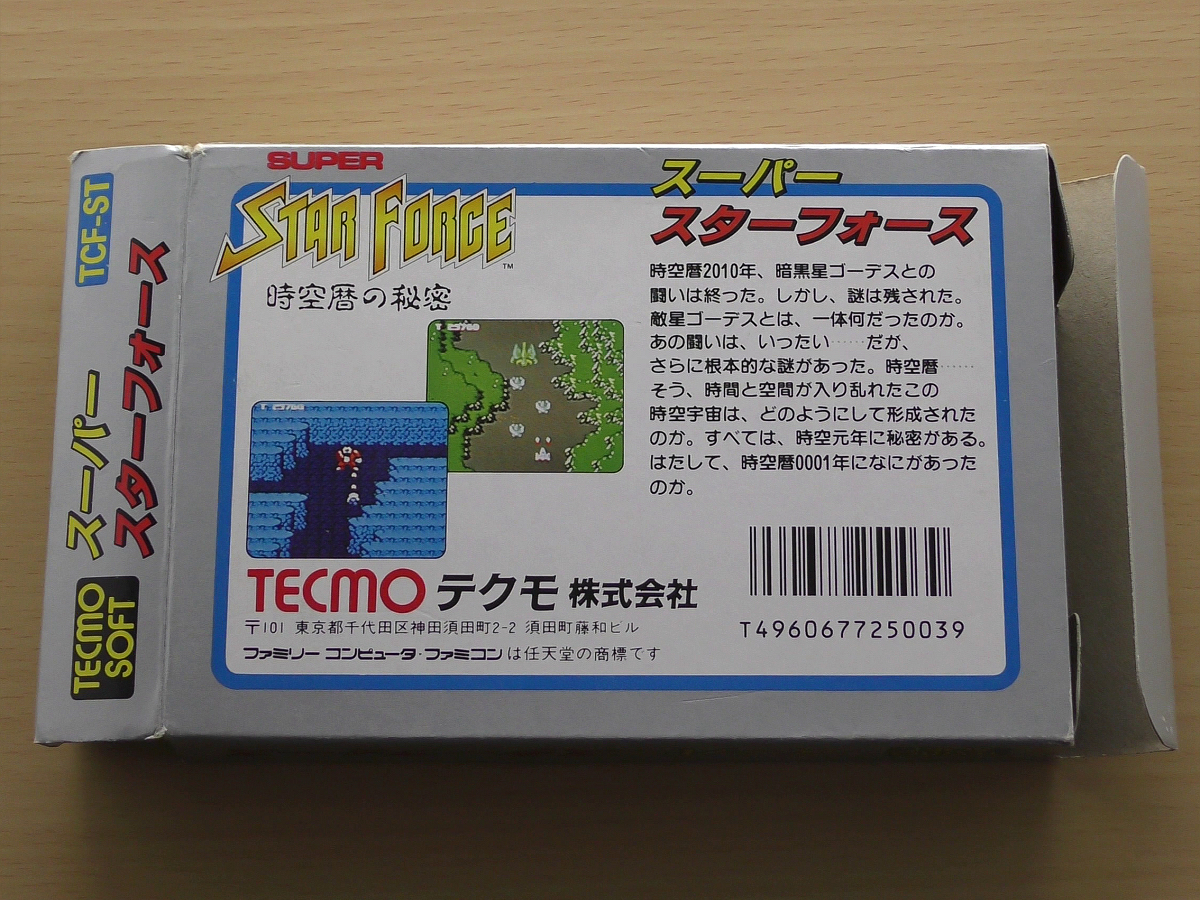 TCF-ST
スーパー
スターフォース
TECMO
SOFT
SUPER
STAR FORCE™
時空暦の秘密
スーパー
スターフォース
時空暦2010年、暗黒星ゴーデスとの
闘いは終った。しかし、謎は残された。
敵星ゴーデスとは、一体何だったのか。
あの闘いは、いったい……だが、
さらに根本的な謎があった。時空暦……
そう、時間と空間が入り乱れたこの
時空宇宙は、どのようにして形成された
のか。すべては、時空元年に秘密がある。
はたして、時空暦0001年になにがあった
のか。
TECMO テクモ 株式会社
〒101 東京都千代田区神田須田町2-2 須田町藤和ビル
ファミリー コンピュータ・ファミコンは任天堂の商標です
T4960677250039